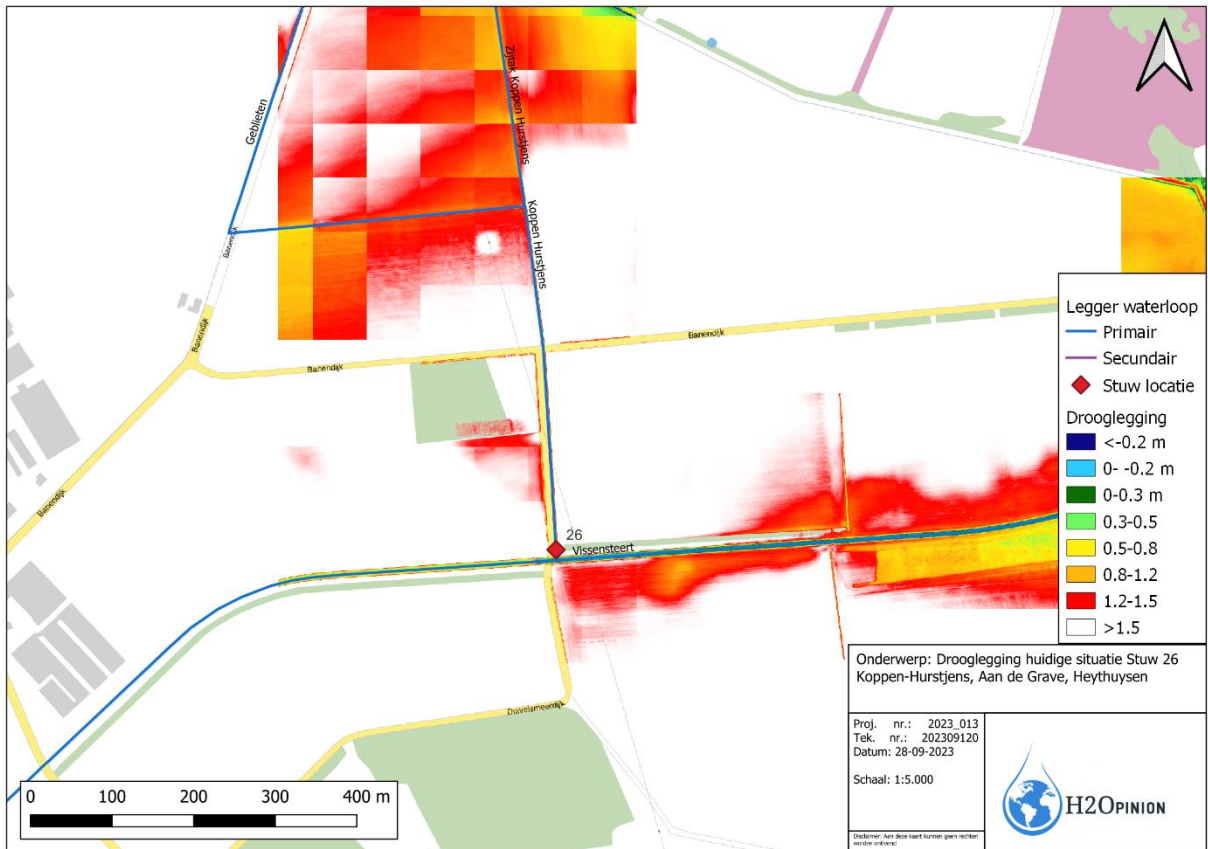 Geblieten
Zijtak Koppen Hurstjens
Koppen Hurstjens
Banendijk
Banendijk
Banendijk
Banendijk
Banendijk
26
Vissensteert
Duivelsmoerdijk
Legger waterloop
Primair
Secundair
Stuw locatie
Drooglegging
<-0.2 m
0- -0.2 m
0-0.3 m
0.3-0.5
0.5-0.8
0.8-1.2
1.2-1.5
>1.5
Onderwerp: Drooglegging huidige situatie Stuw 26
Koppen-Hurstjens, Aan de Grave, Heythuysen
Proj. nr.: 2023_013
Tek. nr.: 202309120
Datum: 28-09-2023
Schaal: 1:5.000
Disclaimer: Aan deze kaart kunnen geen rechten
worden ontleend
H2OPINION
0 100 200 300 400 m